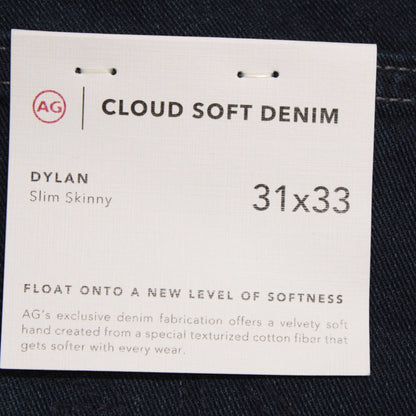 AG | CLOUD SOFT DENIM
DYLAN
Slim Skinny
31x33
FLOAT ONTO A NEW LEVEL OF SOFTNESS
AG's exclusive denim fabrication offers a velvety soft
hand created from a special texturized cotton fiber that
gets softer with every wear.